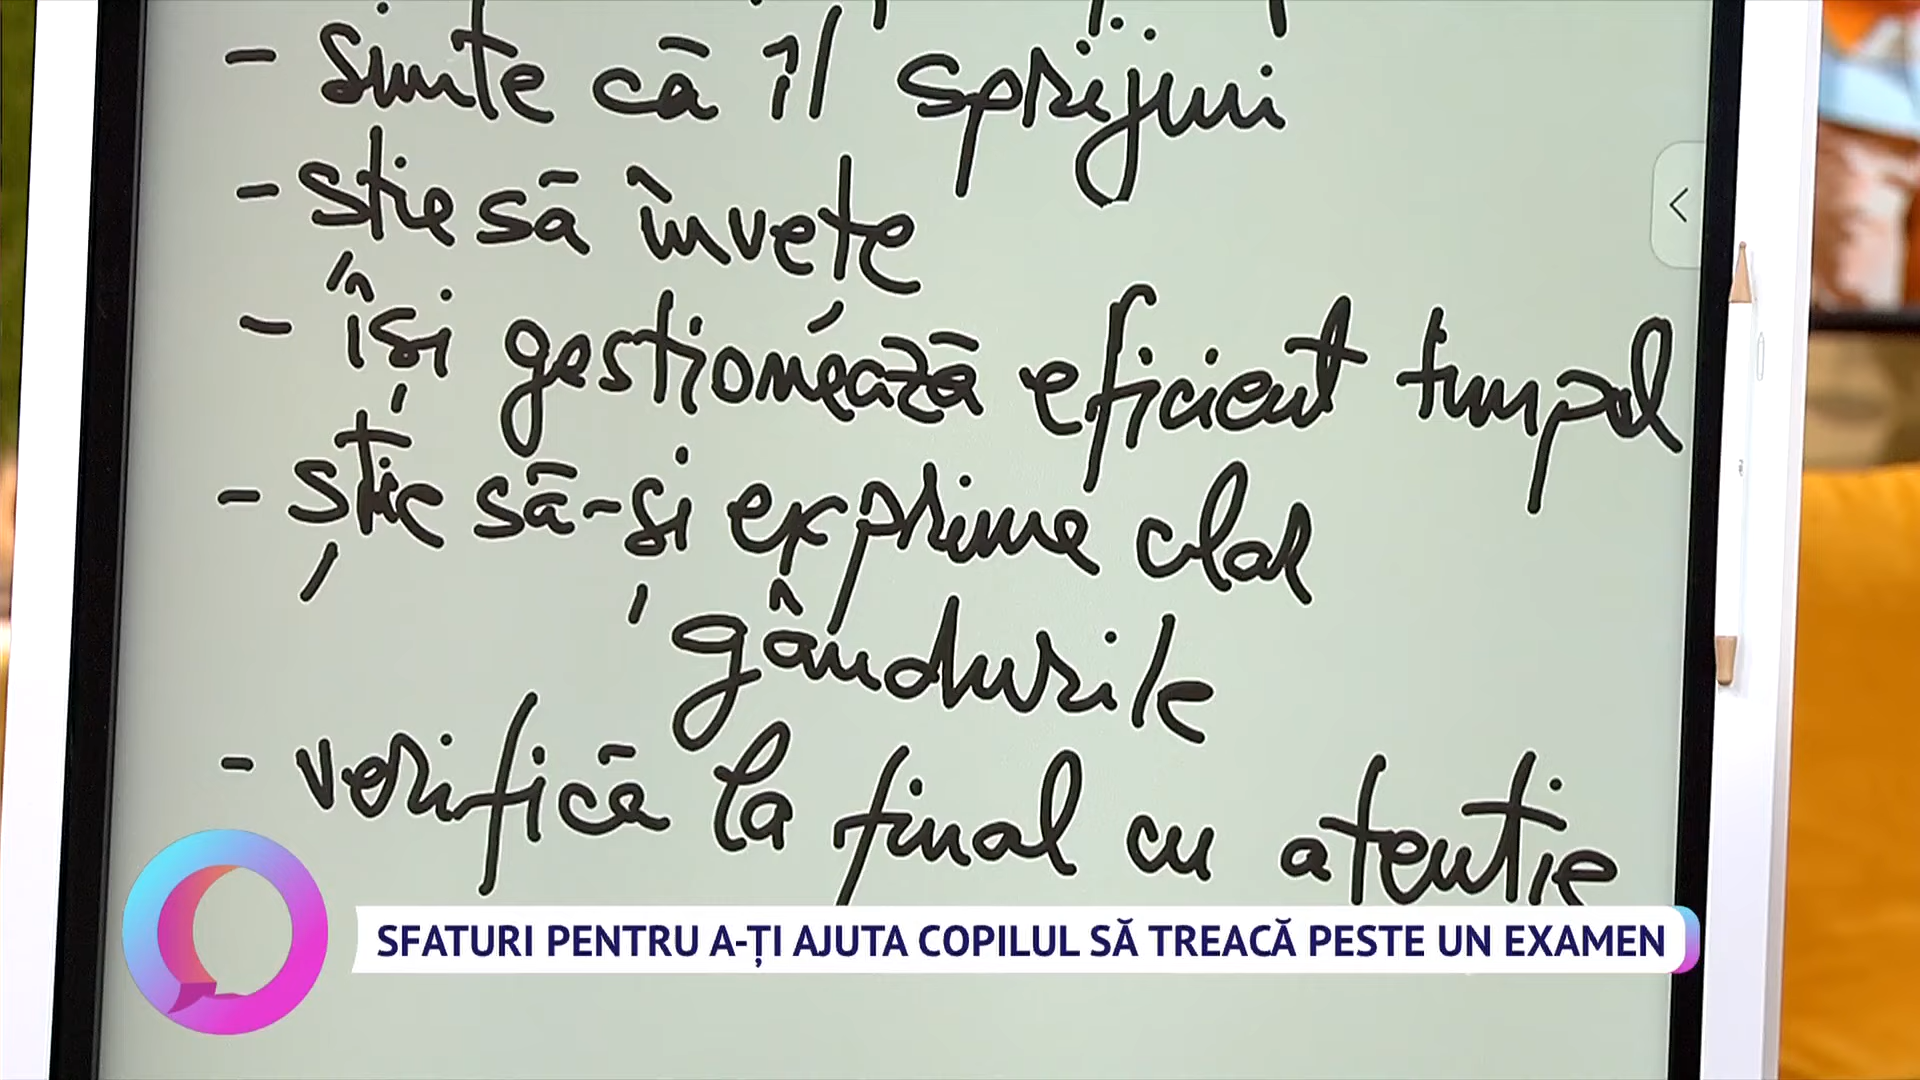 - simte că îl sprijini
- știe să învețe
- își gestionează eficient timpul
- știe să-și exprime clar
gândurile
- verifică la final cu atenție
SFATURI PENTRU A-ȚI AJUTA COPILUL SĂ TREACĂ PESTE UN EXAMEN